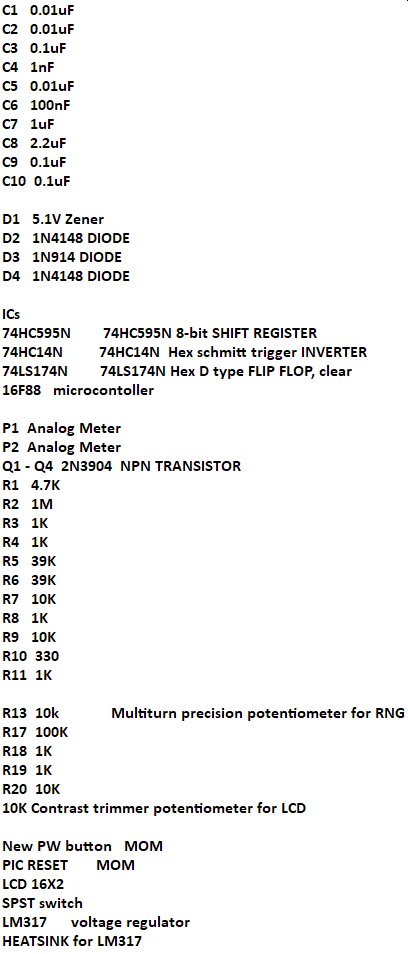 C1 0.01uF
C2 0.01uF
C3 0.1uF
C4 1nF
C5 0.01uF
C6 100nF
C7 1uF
C8 2.2uF
C9 0.1uF
C10 0.1uF
D1 5.1V Zener
D2 1N4148 DIODE
D3 1N914 DIODE
D4 1N4148 DIODE
ICs
74HC595N 74HC595N 8-bit SHIFT REGISTER
74HC14N 74HC14N Hex schmitt trigger INVERTER
74LS174N 74LS174N Hex D type FLIP FLOP, clear
16F88 microcontoller
P1 Analog Meter
P2 Analog Meter
Q1 - Q4 2N3904 NPN TRANSISTOR
R1 4.7K
R2 1M
R3 1K
R4 1K
R5 39K
R6 39K
R7 10K
R8 1K
R9 10K
R10 330
R11 1K
R13 10k Multiturn precision potentiometer for RNG
R17 100K
R18 1K
R19 1K
R20 10K
10K Contrast trimmer potentiometer for LCD
New PW button MOM
PIC RESET MOM
LCD 16X2
SPST switch
LM317 voltage regulator
HEATSINK for LM317